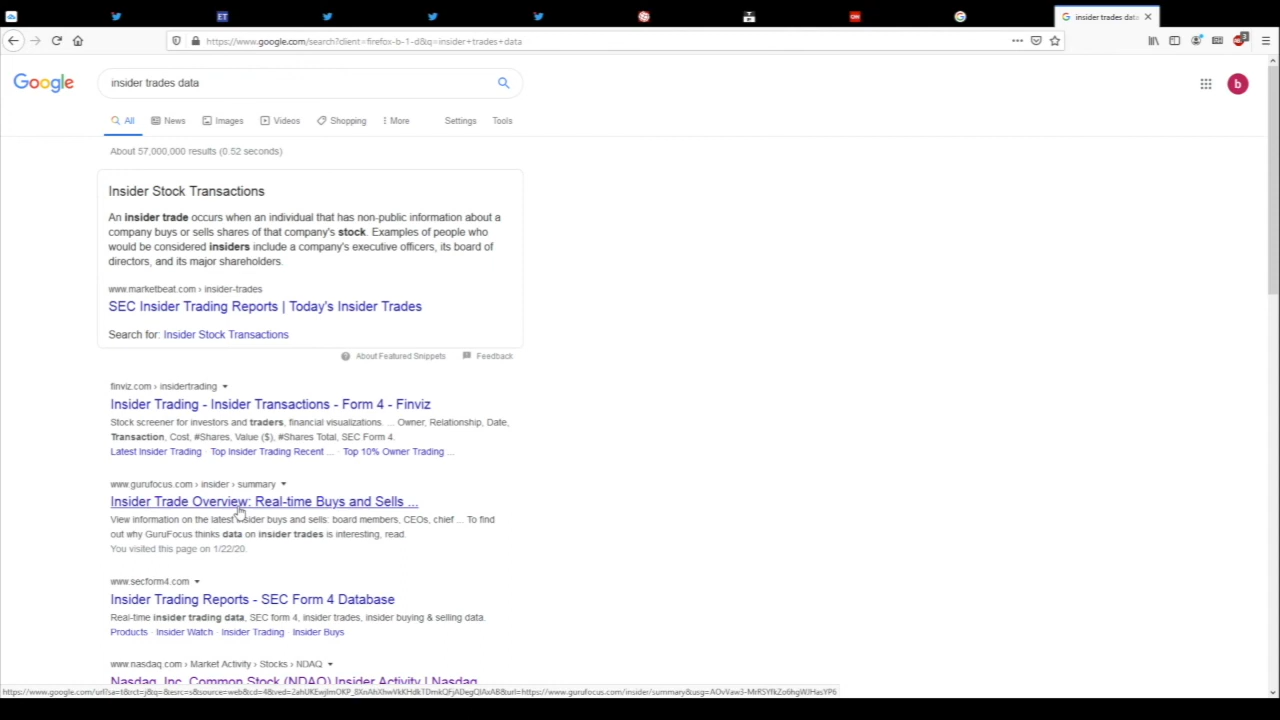 ET
T
CNN
insider trades data
https://www.google.com/search?client=firefox-b-1-d&q=insider+trades+data
3
Google
insider trades data
b
All
News
Images
Videos
Shopping
More
Settings
Tools
About 57,000,000 results (0.52 seconds)
Insider Stock Transactions
An insider trade occurs when an individual that has non-public information about a
company buys or sells shares of that company's stock. Examples of people who
would be considered insiders include a company's executive officers, its board of
directors, and its major shareholders.
www.marketbeat.com › insider-trades
SEC Insider Trading Reports | Today's Insider Trades
Search for: Insider Stock Transactions
About Featured Snippets
Feedback
finviz.com › insidertrading
Insider Trading - Insider Transactions - Form 4 - Finviz
Stock screener for investors and traders, financial visualizations. ... Owner, Relationship, Date,
Transaction, Cost, #Shares, Value ($), #Shares Total, SEC Form 4.
Latest Insider Trading · Top Insider Trading Recent ... · Top 10% Owner Trading ...
www.gurufocus.com › insider › summary
Insider Trade Overview: Real-time Buys and Sells ...
View information on the latest insider buys and sells: board members, CEOs, chief ... To find
out why GuruFocus thinks data on insider trades is interesting, read.
You visited this page on 1/22/20.
www.secform4.com
Insider Trading Reports - SEC Form 4 Database
Real-time insider trading data, SEC form 4, insider trades, insider buying & selling data.
Products · Insider Watch · Insider Trading · Insider Buys
www.nasdaq.com › Market Activity › Stocks › NDAQ
Nasdaq, Inc. Common Stock (NDAQ) Insider Activity | Nasdaq